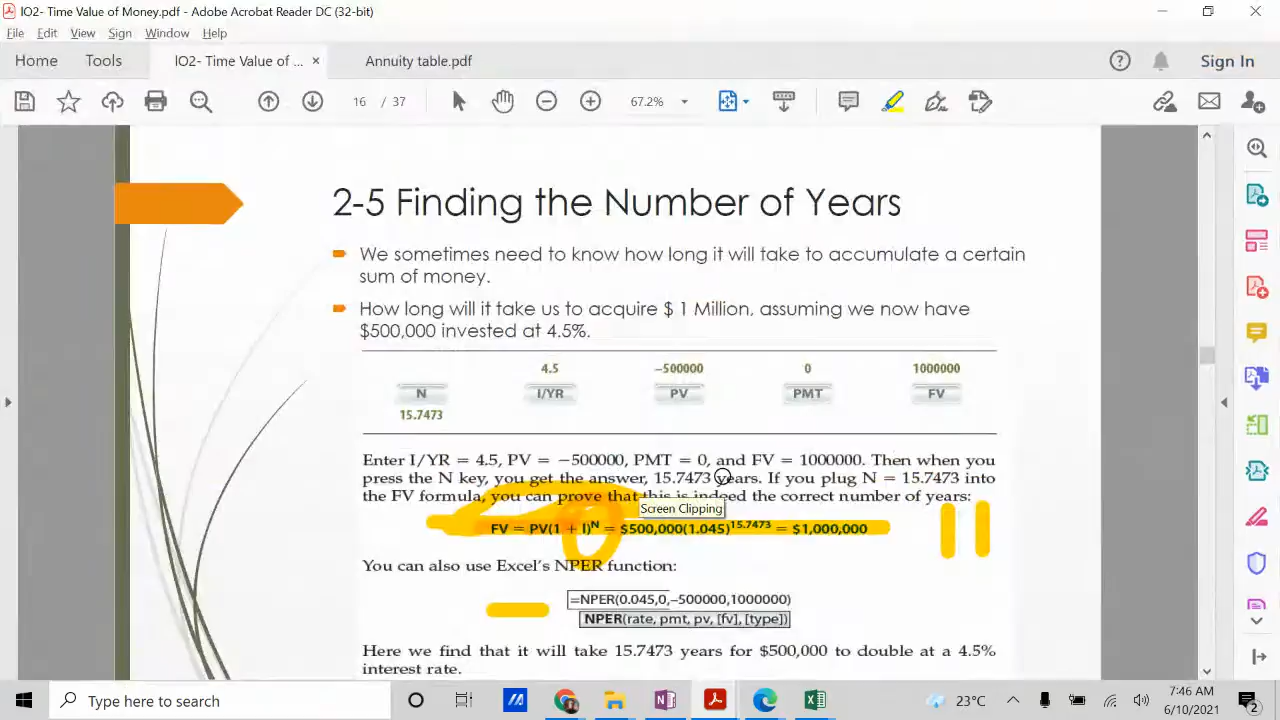 IO2- Time Value of Money.pdf - Adobe Acrobat Reader DC (32-bit)
File Edit View Sign Window Help
Home Tools IO2- Time Value of ... × Annuity table.pdf Sign In
16 / 37 67.2%
2-5 Finding the Number of Years
We sometimes need to know how long it will take to accumulate a certain
sum of money.
How long will it take us to acquire $ 1 Million, assuming we now have
$500,000 invested at 4.5%.
4.5 −500000 0 1000000
N I/YR PV PMT FV
15.7473
Enter I/YR = 4.5, PV = −500000, PMT = 0, and FV = 1000000. Then when you
press the N key, you get the answer, 15.7473 years. If you plug N = 15.7473 into
the FV formula, you can prove that this is indeed the correct number of years:
Screen Clipping
FV = PV(1 + I)^N = $500,000(1.045)^15.7473 = $1,000,000
You can also use Excel's NPER function:
=NPER(0.045,0,−500000,1000000)
NPER(rate, pmt, pv, [fv], [type])
Here we find that it will take 15.7473 years for $500,000 to double at a 4.5%
interest rate.
Type here to search
23°C
7:46 AM
6/10/2021
2